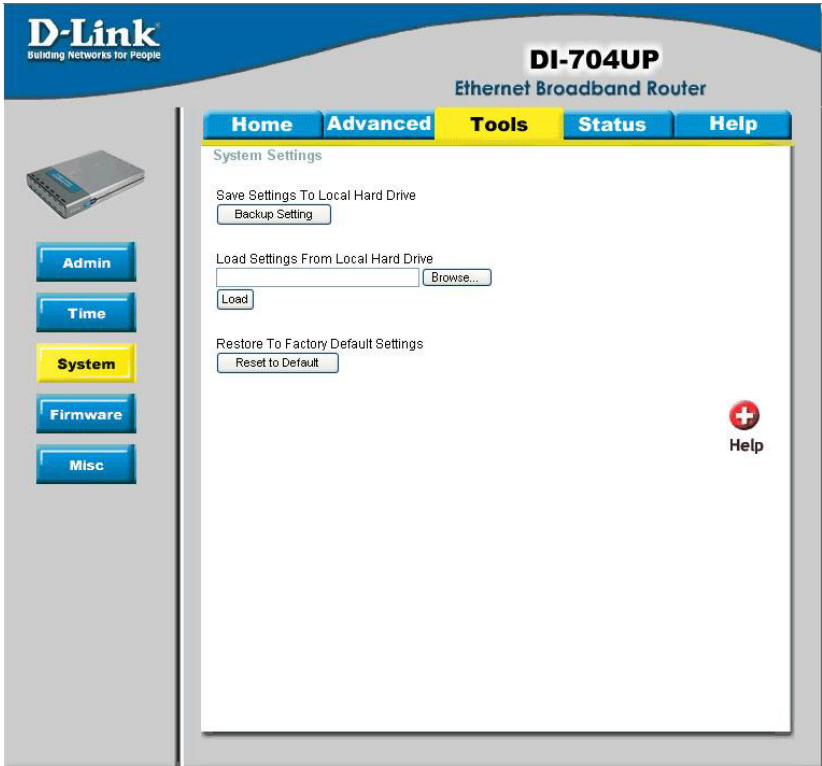 D-Link
Building Networks for People
DI-704UP
Ethernet Broadband Router
Home Advanced Tools Status Help
System Settings
Save Settings To Local Hard Drive
Backup Setting
Load Settings From Local Hard Drive
Browse...
Load
Restore To Factory Default Settings
Reset to Default
Admin
Time
System
Firmware
Misc
Help